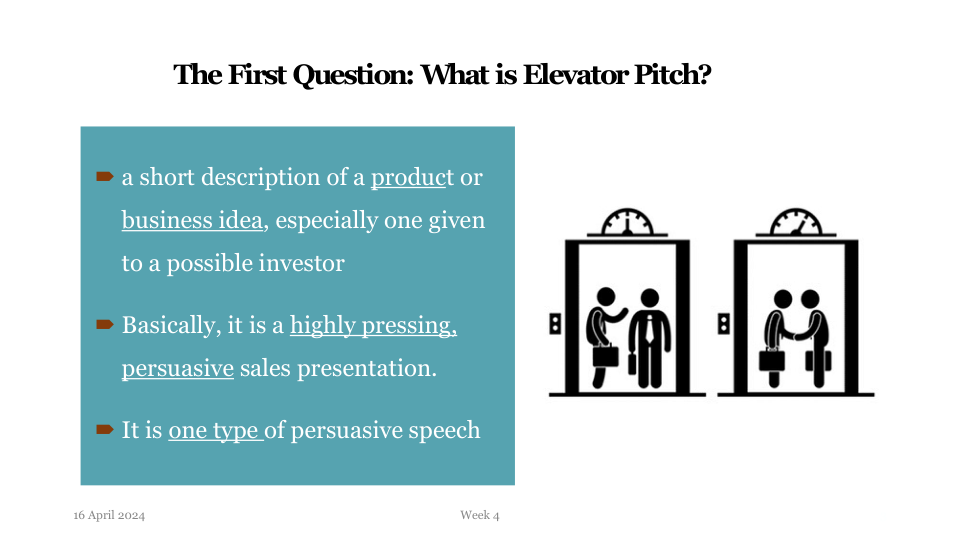 The First Question: What is Elevator Pitch?
a short description of a product or
business idea, especially one given
to a possible investor
Basically, it is a highly pressing,
persuasive sales presentation.
It is one type of persuasive speech
16 April 2024
Week 4